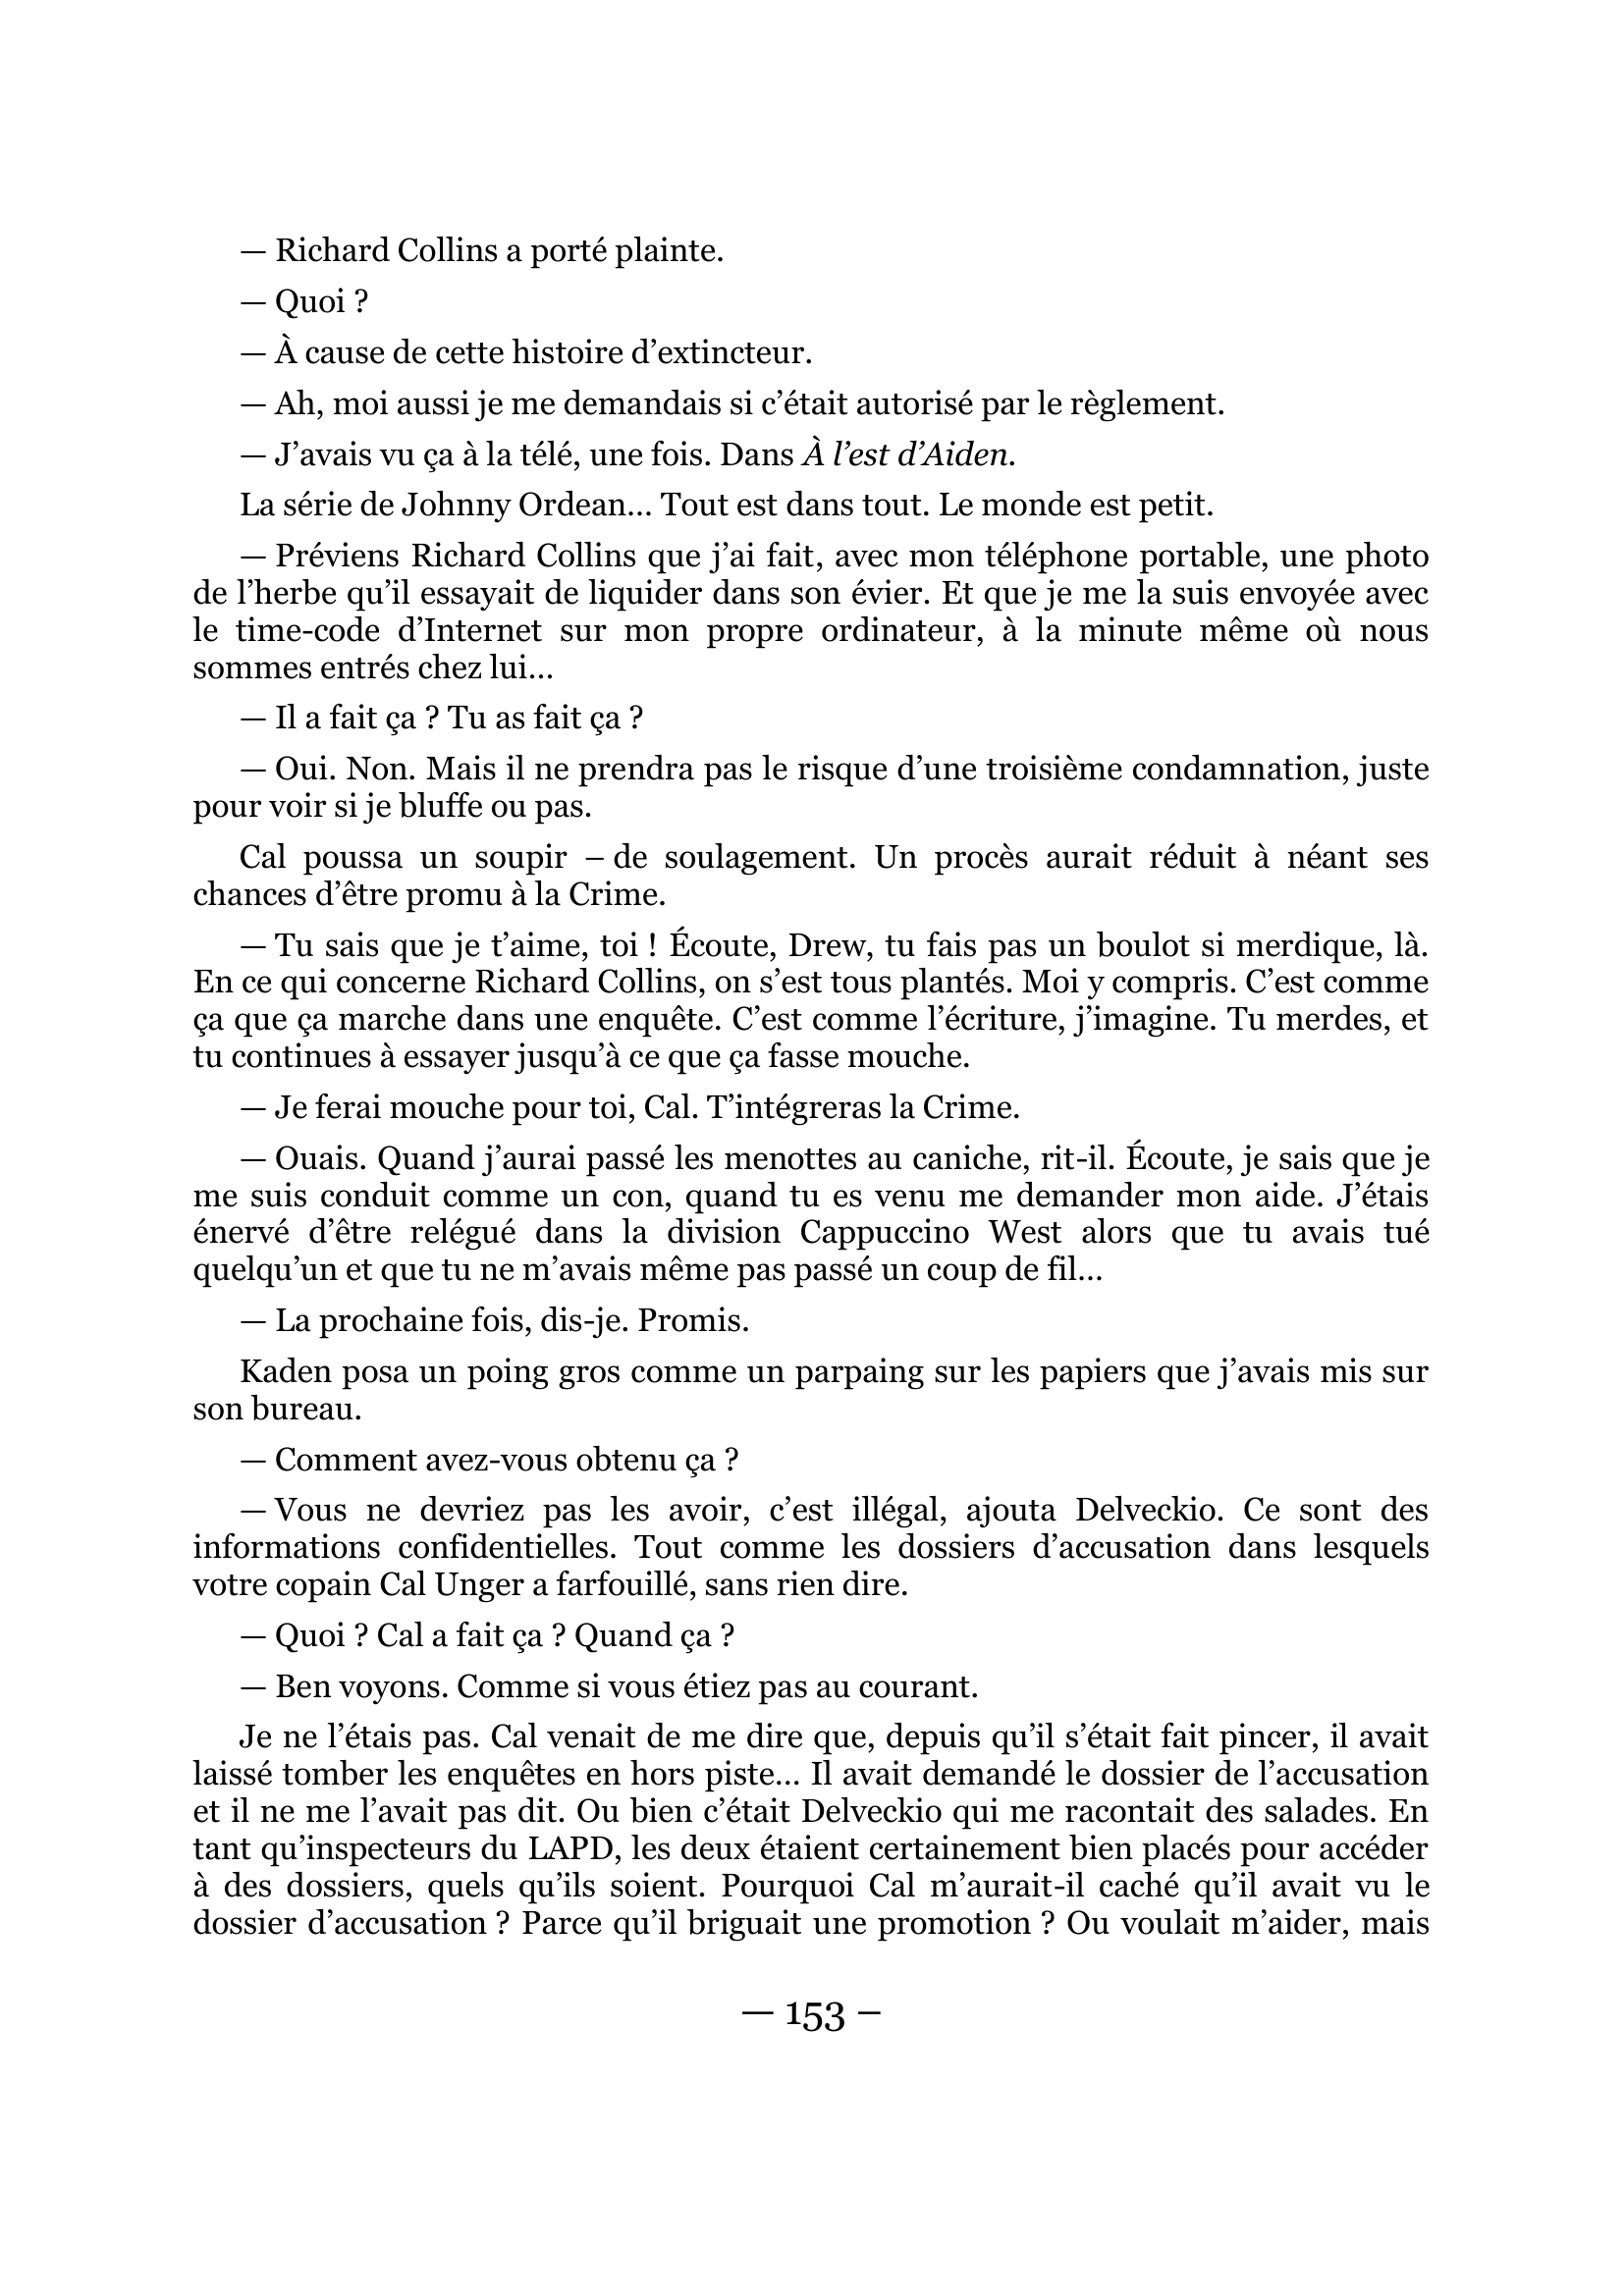 — Richard Collins a porté plainte.
— Quoi ?
— À cause de cette histoire d’extincteur.
— Ah, moi aussi je me demandais si c’était autorisé par le règlement.
— J’avais vu ça à la télé, une fois. Dans À l’est d’Aiden.
La série de Johnny Ordean… Tout est dans tout. Le monde est petit.
— Préviens Richard Collins que j’ai fait, avec mon téléphone portable, une photo
de l’herbe qu’il essayait de liquider dans son évier. Et que je me la suis envoyée avec
le time-code d’Internet sur mon propre ordinateur, à la minute même où nous
sommes entrés chez lui…
— Il a fait ça ? Tu as fait ça ?
— Oui. Non. Mais il ne prendra pas le risque d’une troisième condamnation, juste
pour voir si je bluffe ou pas.
Cal poussa un soupir – de soulagement. Un procès aurait réduit à néant ses
chances d’être promu à la Crime.
— Tu sais que je t’aime, toi ! Écoute, Drew, tu fais pas un boulot si merdique, là.
En ce qui concerne Richard Collins, on s’est tous plantés. Moi y compris. C’est comme
ça que ça marche dans une enquête. C’est comme l’écriture, j’imagine. Tu merdes, et
tu continues à essayer jusqu’à ce que ça fasse mouche.
— Je ferai mouche pour toi, Cal. T’intégreras la Crime.
— Ouais. Quand j’aurai passé les menottes au caniche, rit-il. Écoute, je sais que je
me suis conduit comme un con, quand tu es venu me demander mon aide. J’étais
énervé d’être relégué dans la division Cappuccino West alors que tu avais tué
quelqu’un et que tu ne m’avais même pas passé un coup de fil…
— La prochaine fois, dis-je. Promis.
Kaden posa un poing gros comme un parpaing sur les papiers que j’avais mis sur
son bureau.
— Comment avez-vous obtenu ça ?
— Vous ne devriez pas les avoir, c’est illégal, ajouta Delveckio. Ce sont des
informations confidentielles. Tout comme les dossiers d’accusation dans lesquels
votre copain Cal Unger a farfouillé, sans rien dire.
— Quoi ? Cal a fait ça ? Quand ça ?
— Ben voyons. Comme si vous étiez pas au courant.
Je ne l’étais pas. Cal venait de me dire que, depuis qu’il s’était fait pincer, il avait
laissé tomber les enquêtes en hors piste… Il avait demandé le dossier de l’accusation
et il ne me l’avait pas dit. Ou bien c’était Delveckio qui me racontait des salades. En
tant qu’inspecteurs du LAPD, les deux étaient certainement bien placés pour accéder
à des dossiers, quels qu’ils soient. Pourquoi Cal m’aurait-il caché qu’il avait vu le
dossier d’accusation ? Parce qu’il briguait une promotion ? Ou voulait m’aider, mais
— 153 –